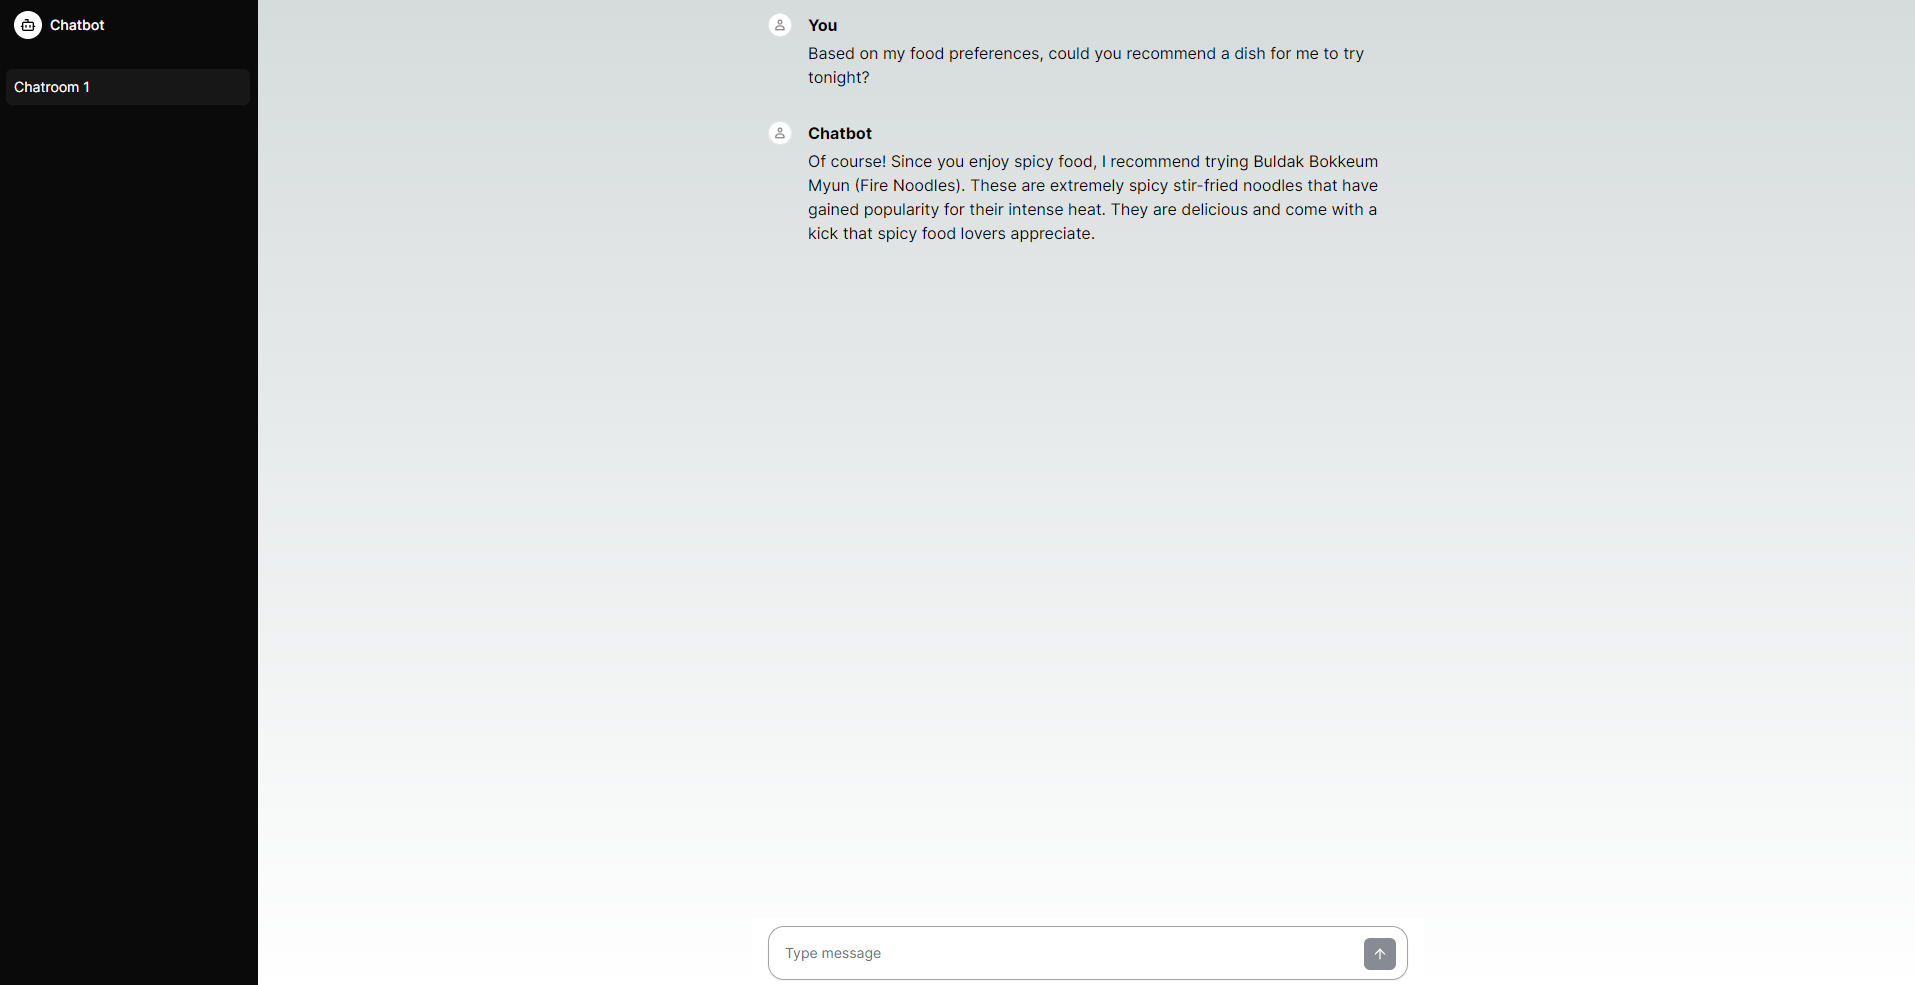 Chatbot
Chatroom 1
You
Based on my food preferences, could you recommend a dish for me to try
tonight?
Chatbot
Of course! Since you enjoy spicy food, I recommend trying Buldak Bokkeum
Myun (Fire Noodles). These are extremely spicy stir-fried noodles that have
gained popularity for their intense heat. They are delicious and come with a
kick that spicy food lovers appreciate.
Type message